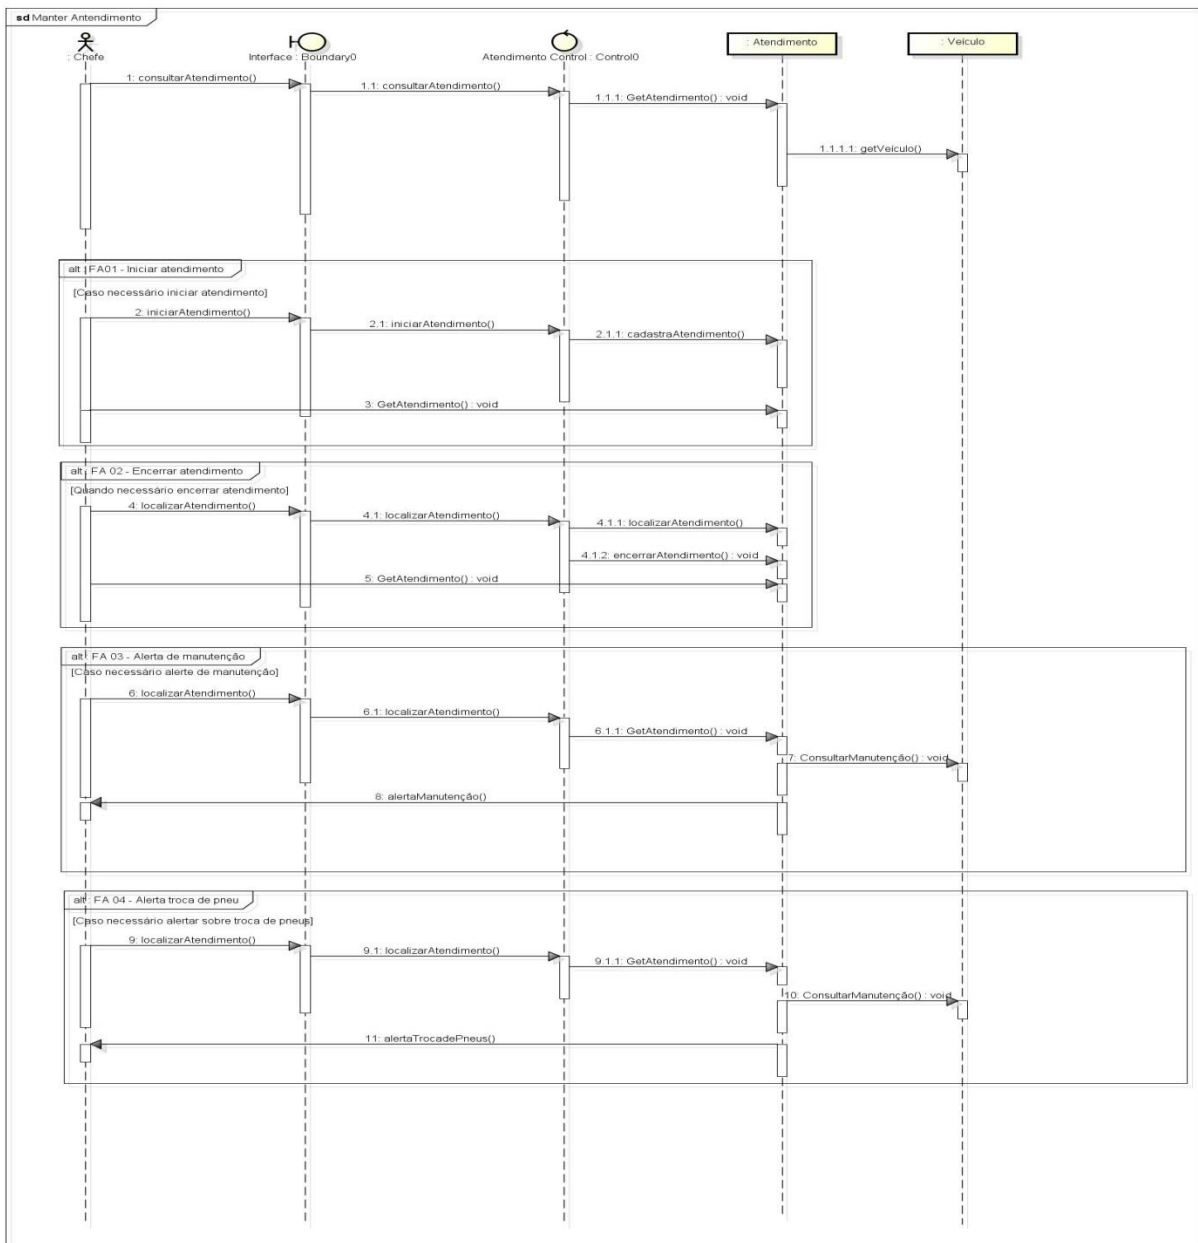 sd Manter Antendimento
: Chefe
Interface : Boundary0
Atendimento Control : Control0
: Atendimento
: Veículo
1: consultarAtendimento()
1.1: consultarAtendimento()
1.1.1: GetAtendimento() : void
1.1.1.1: getVeículo()
alt : FA01 - Iniciar atendimento
[Caso necessário iniciar atendimento]
2: iniciarAtendimento()
2.1: iniciarAtendimento()
2.1.1: cadastraAtendimento()
3: GetAtendimento() : void
alt : FA 02 - Encerrar atendimento
[Quando necessário encerrar atendimento]
4: localizarAtendimento()
4.1: localizarAtendimento()
4.1.1: localizarAtendimento()
4.1.2: encerrarAtendimento() : void
5: GetAtendimento() : void
alt : FA 03 - Alerta de manutenção
[Caso necessário alerte de manutenção]
6: localizarAtendimento()
6.1: localizarAtendimento()
6.1.1: GetAtendimento() : void
7: ConsultarManutenção() : void
8: alertaManutenção()
alt : FA 04 - Alerta troca de pneu
[Caso necessário alertar sobre troca de pneus]
9: localizarAtendimento()
9.1: localizarAtendimento()
9.1.1: GetAtendimento() : void
10: ConsultarManutenção() : void
11: alertaTrocadePneus()